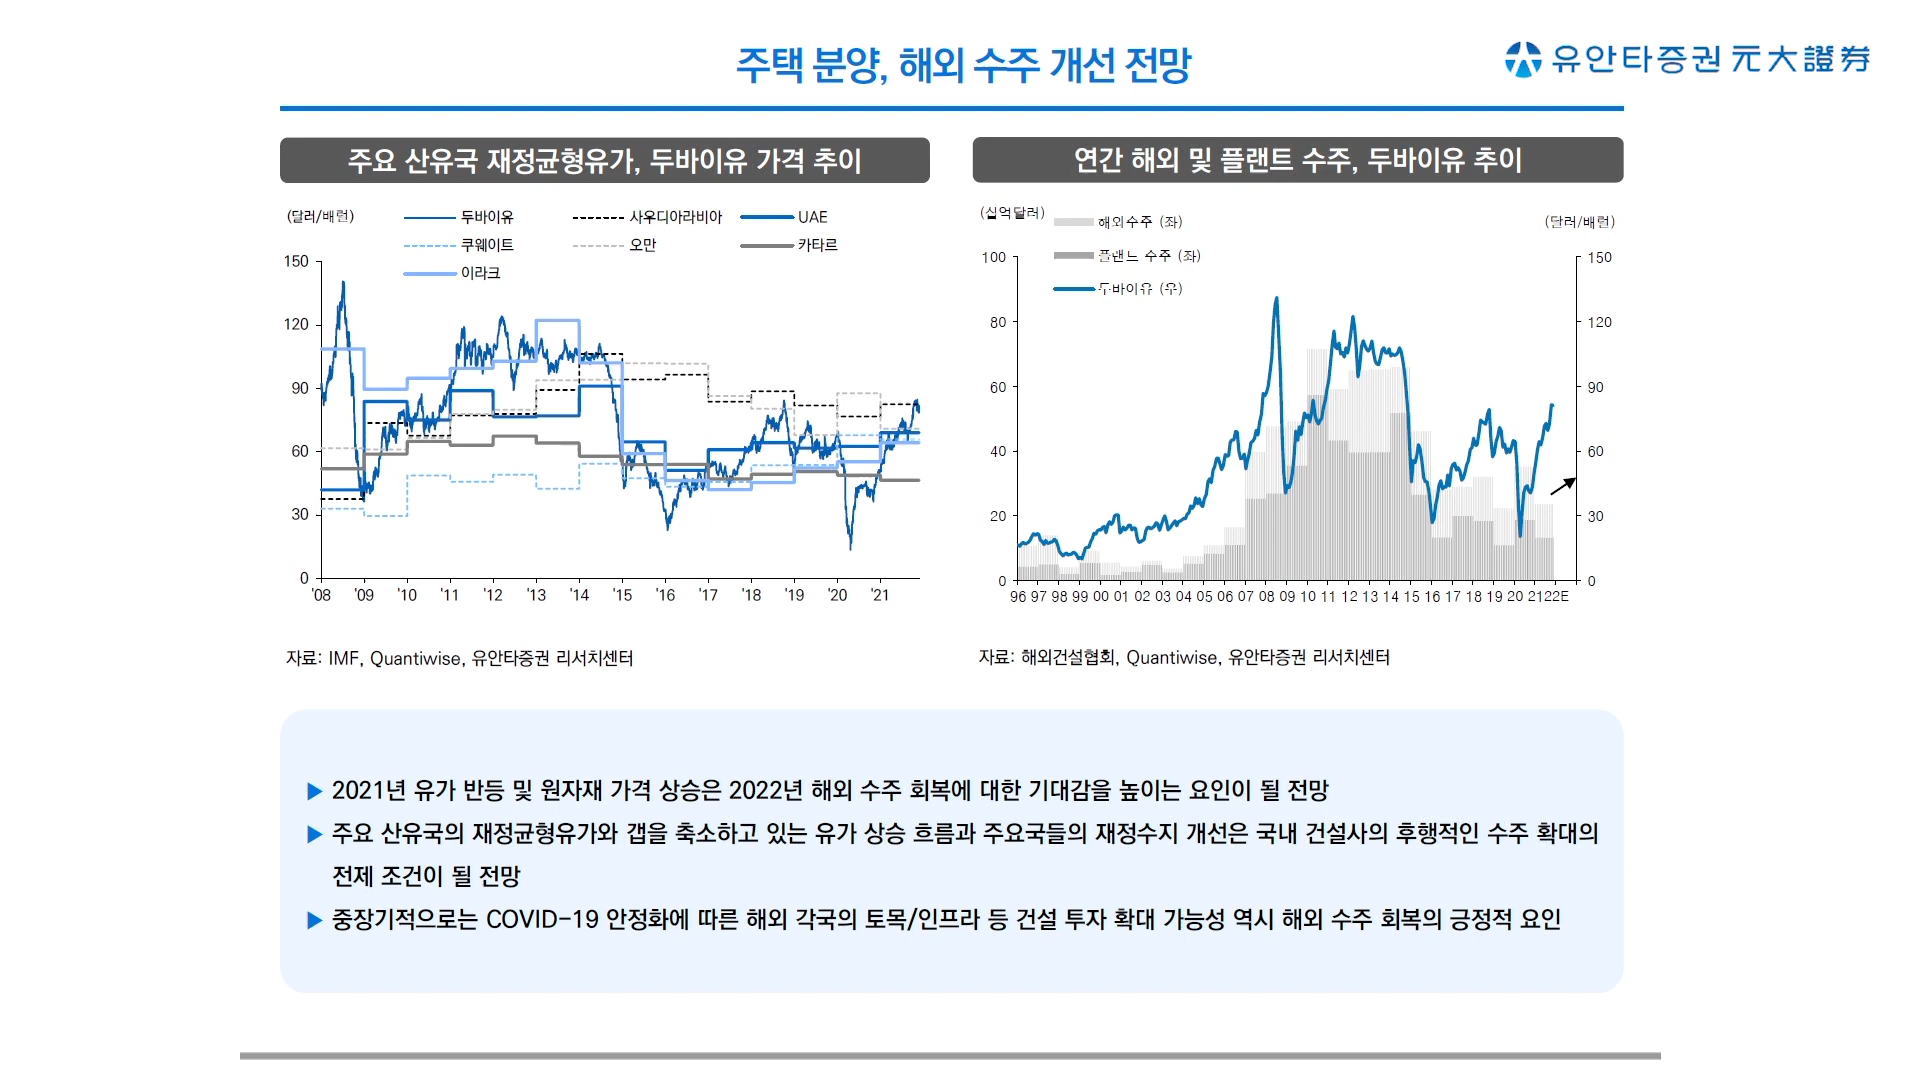 주택 분양, 해외 수주 개선 전망
유안타증권 元大證券
주요 산유국 재정균형유가, 두바이유 가격 추이
(달러/배럴)
두바이유 사우디아라비아 UAE
쿠웨이트 오만 카타르
이라크
150
120
90
60
30
0
'08 '09 '10 '11 '12 '13 '14 '15 '16 '17 '18 '19 '20 '21
자료: IMF, Quantiwise, 유안타증권 리서치센터
연간 해외 및 플랜트 수주, 두바이유 추이
(십억달러)
해외수주 (좌)
(달러/배럴)
플랜트 수주 (좌)
두바이유 (우)
100
80
60
40
20
0
150
120
90
60
30
0
96 97 98 99 00 01 02 03 04 05 06 07 08 09 10 11 12 13 14 15 16 17 18 19 20 21 22E
자료: 해외건설협회, Quantiwise, 유안타증권 리서치센터
▶ 2021년 유가 반등 및 원자재 가격 상승은 2022년 해외 수주 회복에 대한 기대감을 높이는 요인이 될 전망
▶ 주요 산유국의 재정균형유가와 갭을 축소하고 있는 유가 상승 흐름과 주요국들의 재정수지 개선은 국내 건설사의 후행적인 수주 확대의
전제 조건이 될 전망
▶ 중장기적으로는 COVID-19 안정화에 따른 해외 각국의 토목/인프라 등 건설 투자 확대 가능성 역시 해외 수주 회복의 긍정적 요인